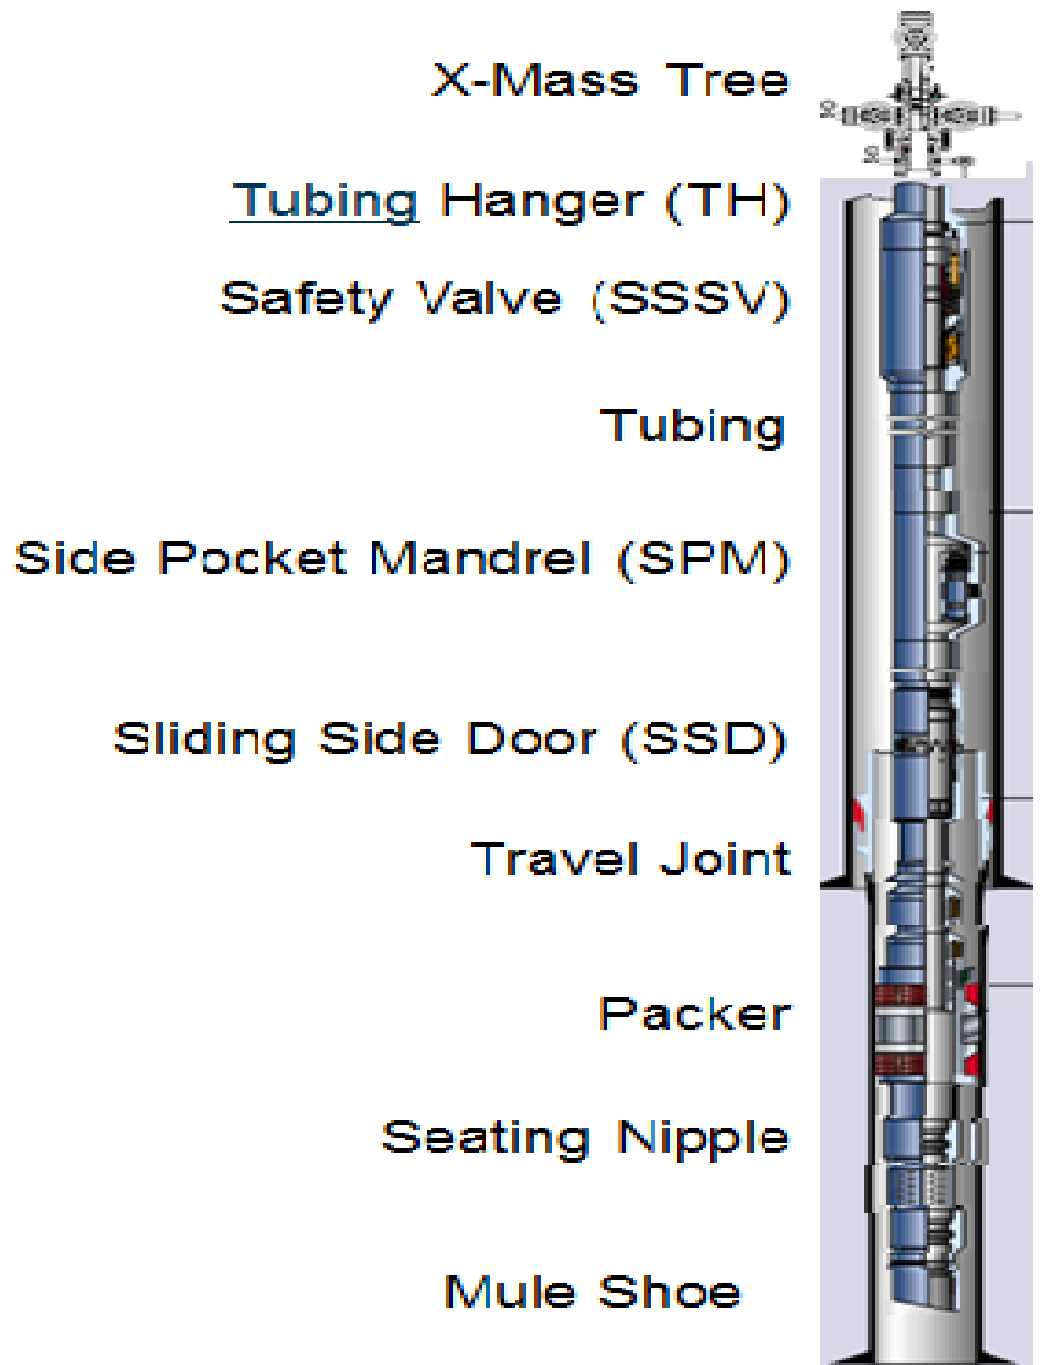 X-Mass Tree
Tubing Hanger (TH)
Safety Valve (SSSV)
Tubing
Side Pocket Mandrel (SPM)
Sliding Side Door (SSD)
Travel Joint
Packer
Seating Nipple
Mule Shoe